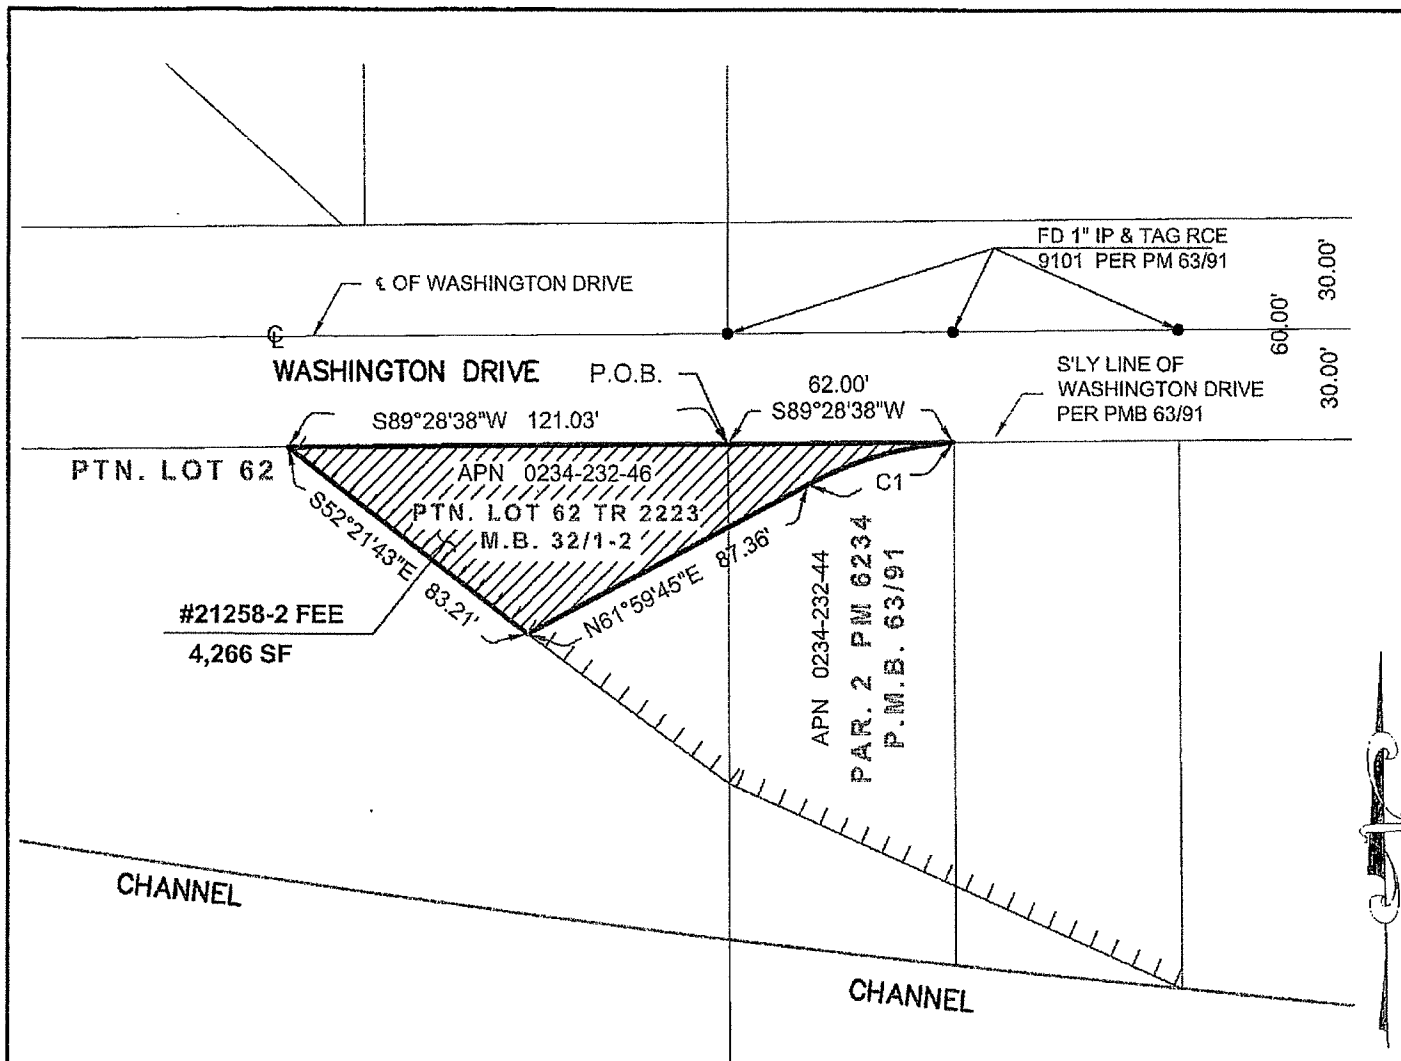 FD 1" IP & TAG RCE
9101 PER PM 63/91
30.00'
℄ OF WASHINGTON DRIVE
60.00'
℄
WASHINGTON DRIVE
P.O.B.
62.00'
S89°28'38"W
S'LY LINE OF
WASHINGTON DRIVE
PER PMB 63/91
30.00'
S89°28'38"W 121.03'
PTN. LOT 62
APN 0234-232-46
C1
PTN. LOT 62 TR 2223
M.B. 32/1-2
S52°21'43"E 83.21'
N61°59'45"E 87.36'
#21258-2 FEE
4,266 SF
APN 0234-232-44
PAR. 2 PM 6234
P.M.B. 63/91
CHANNEL
CHANNEL